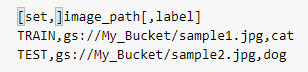 [set,]image_path[,label]
TRAIN,gs://My_Bucket/sample1.jpg,cat
TEST,gs://My_Bucket/sample2.jpg,dog